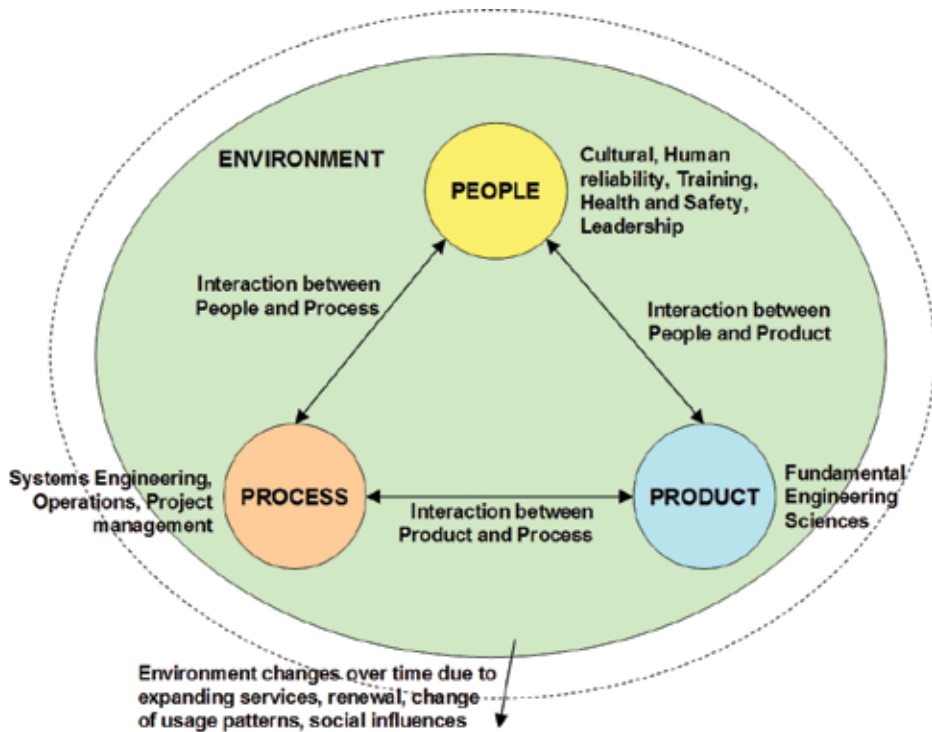 ENVIRONMENT
PEOPLE
Cultural, Human
reliability, Training,
Health and Safety,
Leadership
Interaction between
People and Process
Interaction between
People and Product
Systems Engineering,
Operations, Project
management
PROCESS
Interaction between
Product and Process
PRODUCT
Fundamental
Engineering
Sciences
Environment changes over time due to
expanding services, renewal, change
of usage patterns, social influences